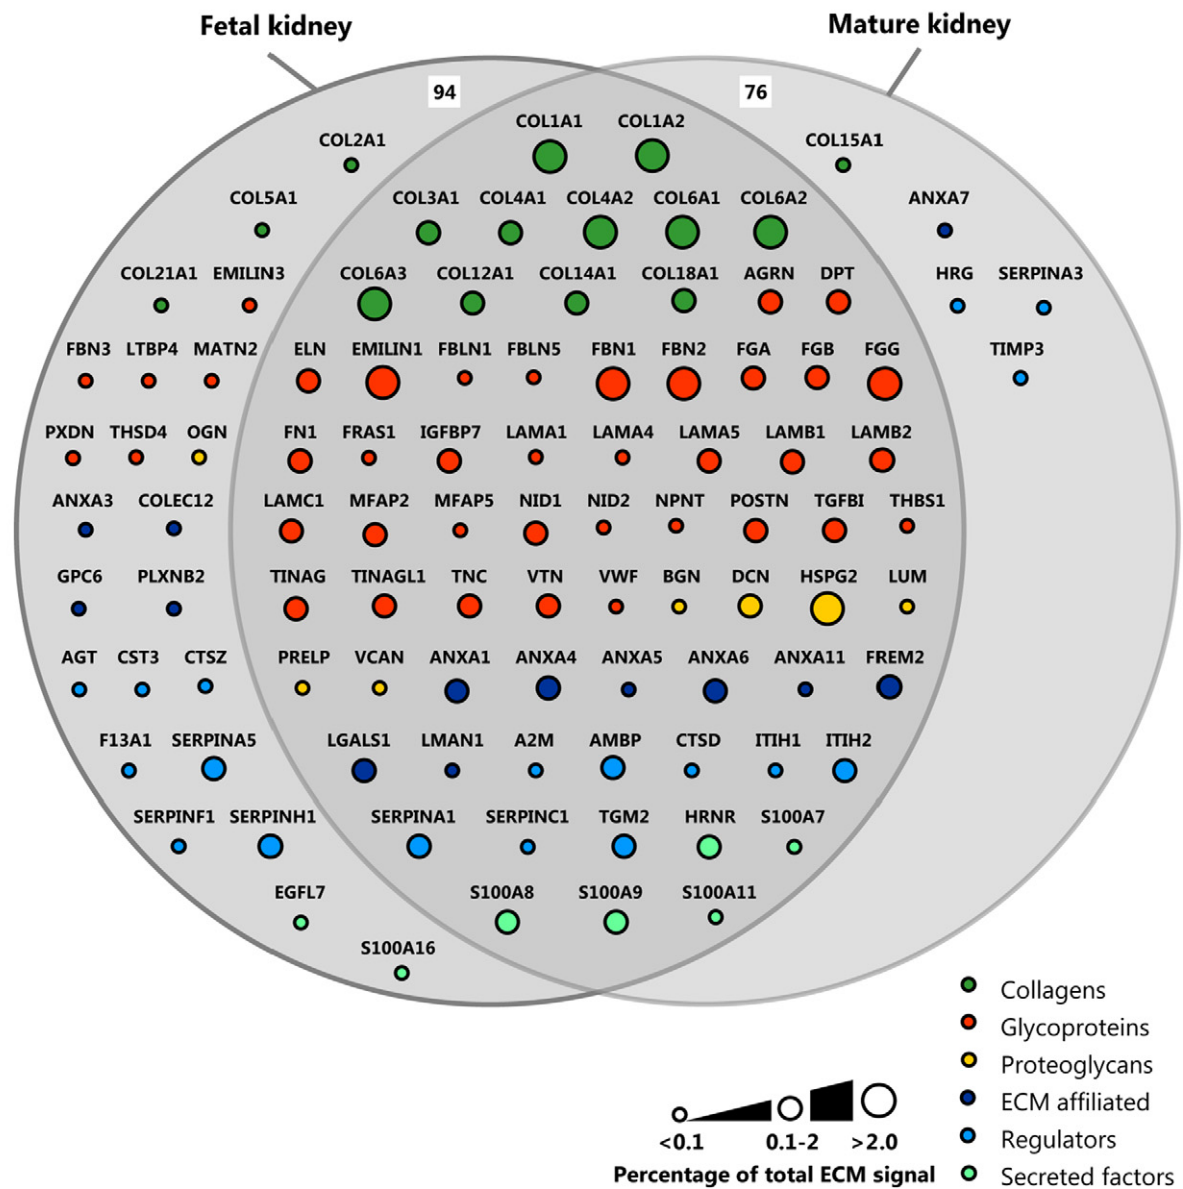 Fetal kidney
Mature kidney
94
76
COL1A1 COL1A2
COL2A1 COL15A1
COL5A1 COL3A1 COL4A1 COL4A2 COL6A1 COL6A2 ANXA7
COL21A1 EMILIN3 COL6A3 COL12A1 COL14A1 COL18A1 AGRN DPT HRG SERPINA3
FBN3 LTBP4 MATN2 ELN EMILIN1 FBLN1 FBLN5 FBN1 FBN2 FGA FGB FGG TIMP3
PXDN THSD4 OGN FN1 FRAS1 IGFBP7 LAMA1 LAMA4 LAMA5 LAMB1 LAMB2
ANXA3 COLEC12 LAMC1 MFAP2 MFAP5 NID1 NID2 NPNT POSTN TGFBI THBS1
GPC6 PLXNB2 TINAG TINAGL1 TNC VTN VWF BGN DCN HSPG2 LUM
AGT CST3 CTSZ PRELP VCAN ANXA1 ANXA4 ANXA5 ANXA6 ANXA11 FREM2
F13A1 SERPINA5 LGALS1 LMAN1 A2M AMBP CTSD ITIH1 ITIH2
SERPINF1 SERPINH1 SERPINA1 SERPINC1 TGM2 HRNR S100A7
EGFL7 S100A8 S100A9 S100A11
S100A16
Collagens
Glycoproteins
Proteoglycans
ECM affiliated
Regulators
Secreted factors
<0.1 0.1-2 >2.0
Percentage of total ECM signal